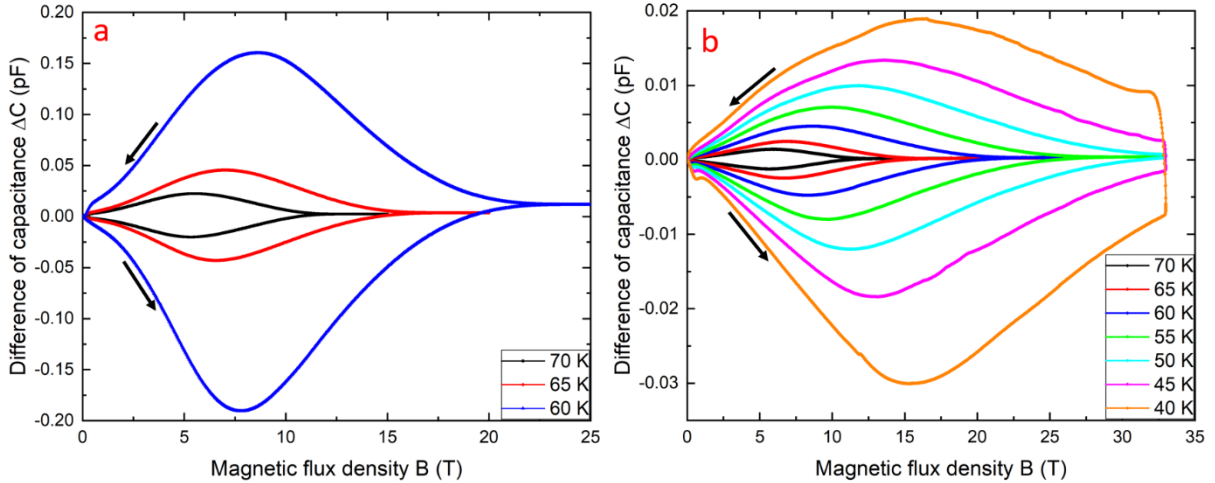 a
0.20
0.15
0.10
0.05
0.00
-0.05
-0.10
-0.15
-0.20
Difference of capacitance ΔC (pF)
0 5 10 15 20 25
Magnetic flux density B (T)
70 K
65 K
60 K
b
0.02
0.01
0.00
-0.01
-0.02
-0.03
Difference of capacitance ΔC (pF)
0 5 10 15 20 25 30 35
Magnetic flux density B (T)
70 K
65 K
60 K
55 K
50 K
45 K
40 K